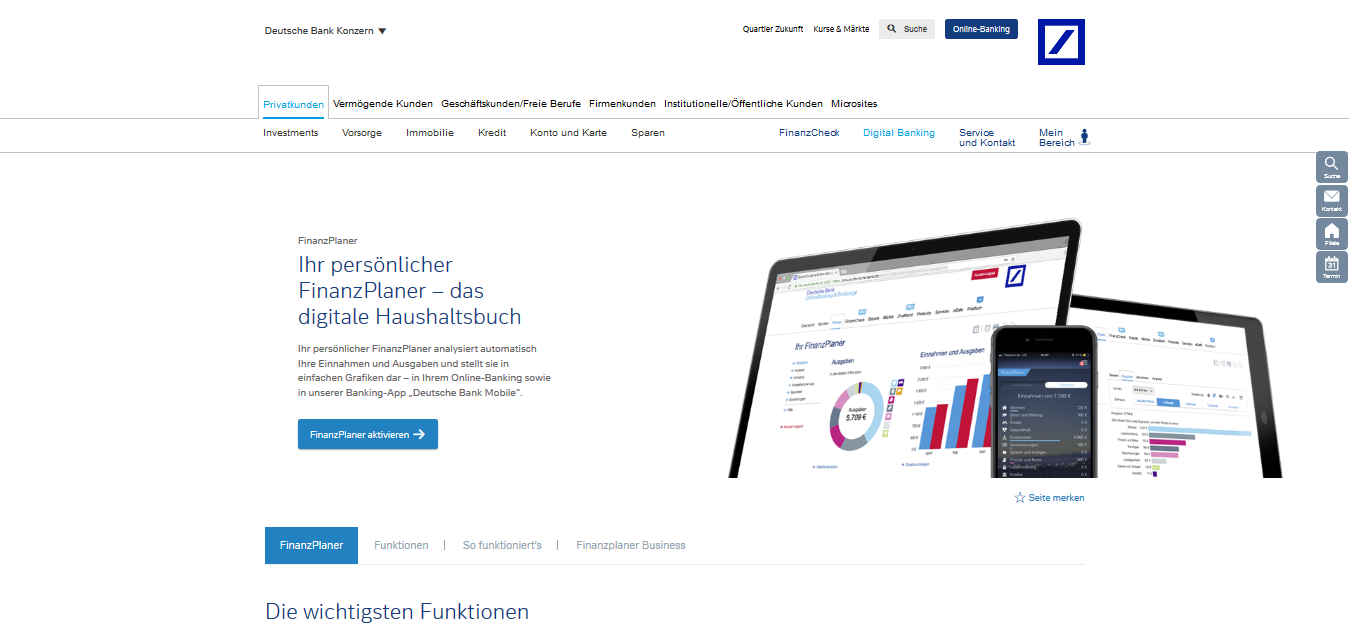 Deutsche Bank Konzern
Quartier Zukunft Kurse & Märkte Suche Online-Banking
Privatkunden Vermögende Kunden Geschäftskunden/Freie Berufe Firmenkunden Institutionelle/Öffentliche Kunden Microsites
Investments Vorsorge Immobilie Kredit Konto und Karte Sparen FinanzCheck Digital Banking Service
und Kontakt
Mein
Bereich
Suche
Kontakt
Filiale
31
Termin
FinanzPlaner
Ihr persönlicher
FinanzPlaner – das
digitale Haushaltsbuch
Ihr persönlicher FinanzPlaner analysiert automatisch
Ihre Einnahmen und Ausgaben und stellt sie in
einfachen Grafiken dar – in Ihrem Online-Banking sowie
in unserer Banking-App „Deutsche Bank Mobile“.
FinanzPlaner aktivieren
Deutsche Bank
Ihr FinanzPlaner
Ausgaben
Einnahmen und Ausgaben
Ausgaben
5.709 €
Einnahmen von 7.200 €
Seite merken
FinanzPlaner Funktionen | So funktioniert's | Finanzplaner Business
Die wichtigsten Funktionen